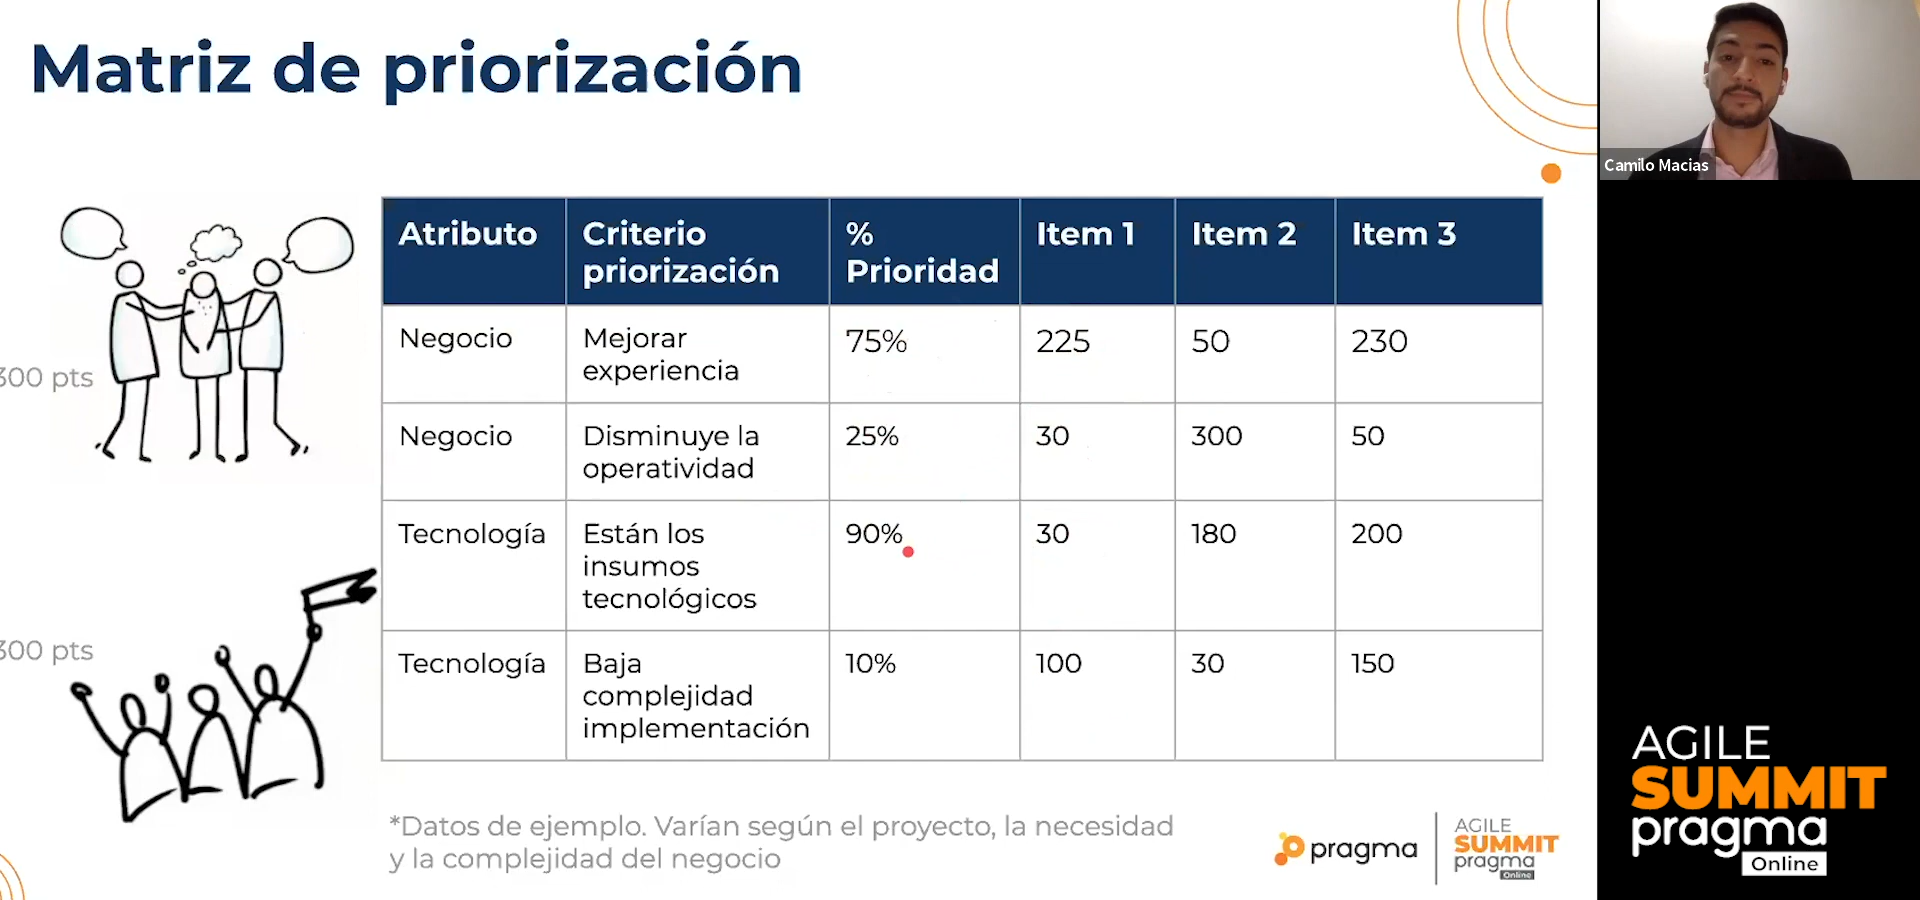 Matriz de priorización
Camilo Macias
Atributo
Criterio
priorización
%
Prioridad
Item 1
Item 2
Item 3
Negocio
Mejorar
experiencia
75%
225
50
230
Negocio
Disminuye la
operatividad
25%
30
300
50
Tecnología
Están los
insumos
tecnológicos
90%
30
180
200
Tecnología
Baja
complejidad
implementación
10%
100
30
150
300 pts
300 pts
*Datos de ejemplo. Varían según el proyecto, la necesidad
y la complejidad del negocio
pragma
AGILE
SUMMIT
pragma
Online
AGILE
SUMMIT
pragma
Online